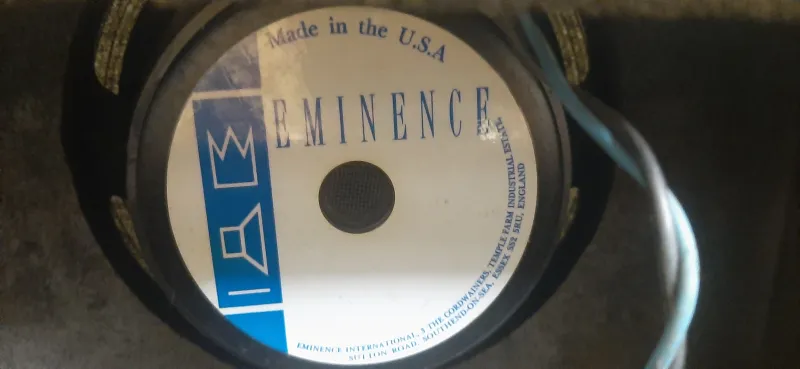 Made in the U.S.A
EMINENCE
EMINENCE INTERNATIONAL, 3 THE CORDWAINERS, TEMPLE FARM INDUSTRIAL ESTATE,
SUTTON ROAD, SOUTHEND-ON-SEA, ESSEX SS2 5RU, ENGLAND